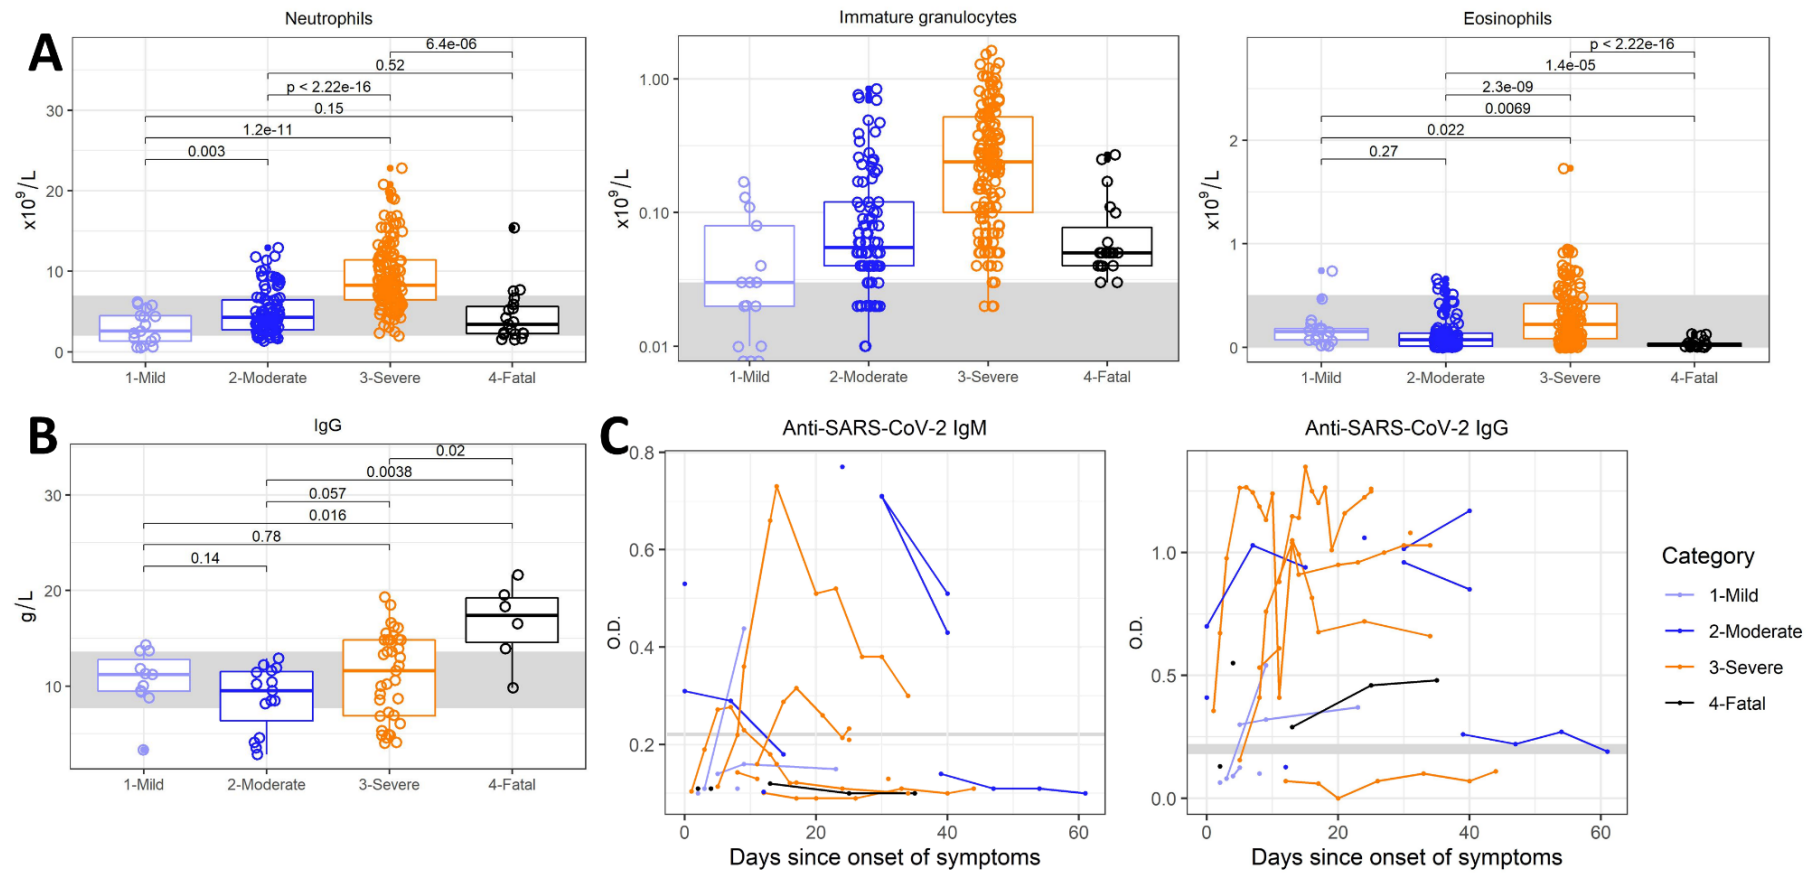 A
Neutrophils
6.4e-06
0.52
p < 2.22e-16
0.15
1.2e-11
0.003
30
20
10
0
x10⁹/L
1-Mild 2-Moderate 3-Severe 4-Fatal
Immature granulocytes
1.00
0.10
0.01
x10⁹/L
1-Mild 2-Moderate 3-Severe 4-Fatal
Eosinophils
p < 2.22e-16
1.4e-05
2.3e-09
0.0069
0.022
0.27
2
1
0
x10⁹/L
1-Mild 2-Moderate 3-Severe 4-Fatal
B
IgG
0.02
0.0038
0.057
0.016
0.78
0.14
30
20
10
g/L
1-Mild 2-Moderate 3-Severe 4-Fatal
C
Anti-SARS-CoV-2 IgM
0.8
0.6
0.4
0.2
O.D.
0 20 40 60
Days since onset of symptoms
Anti-SARS-CoV-2 IgG
1.0
0.5
0.0
O.D.
0 20 40 60
Days since onset of symptoms
Category
1-Mild
2-Moderate
3-Severe
4-Fatal